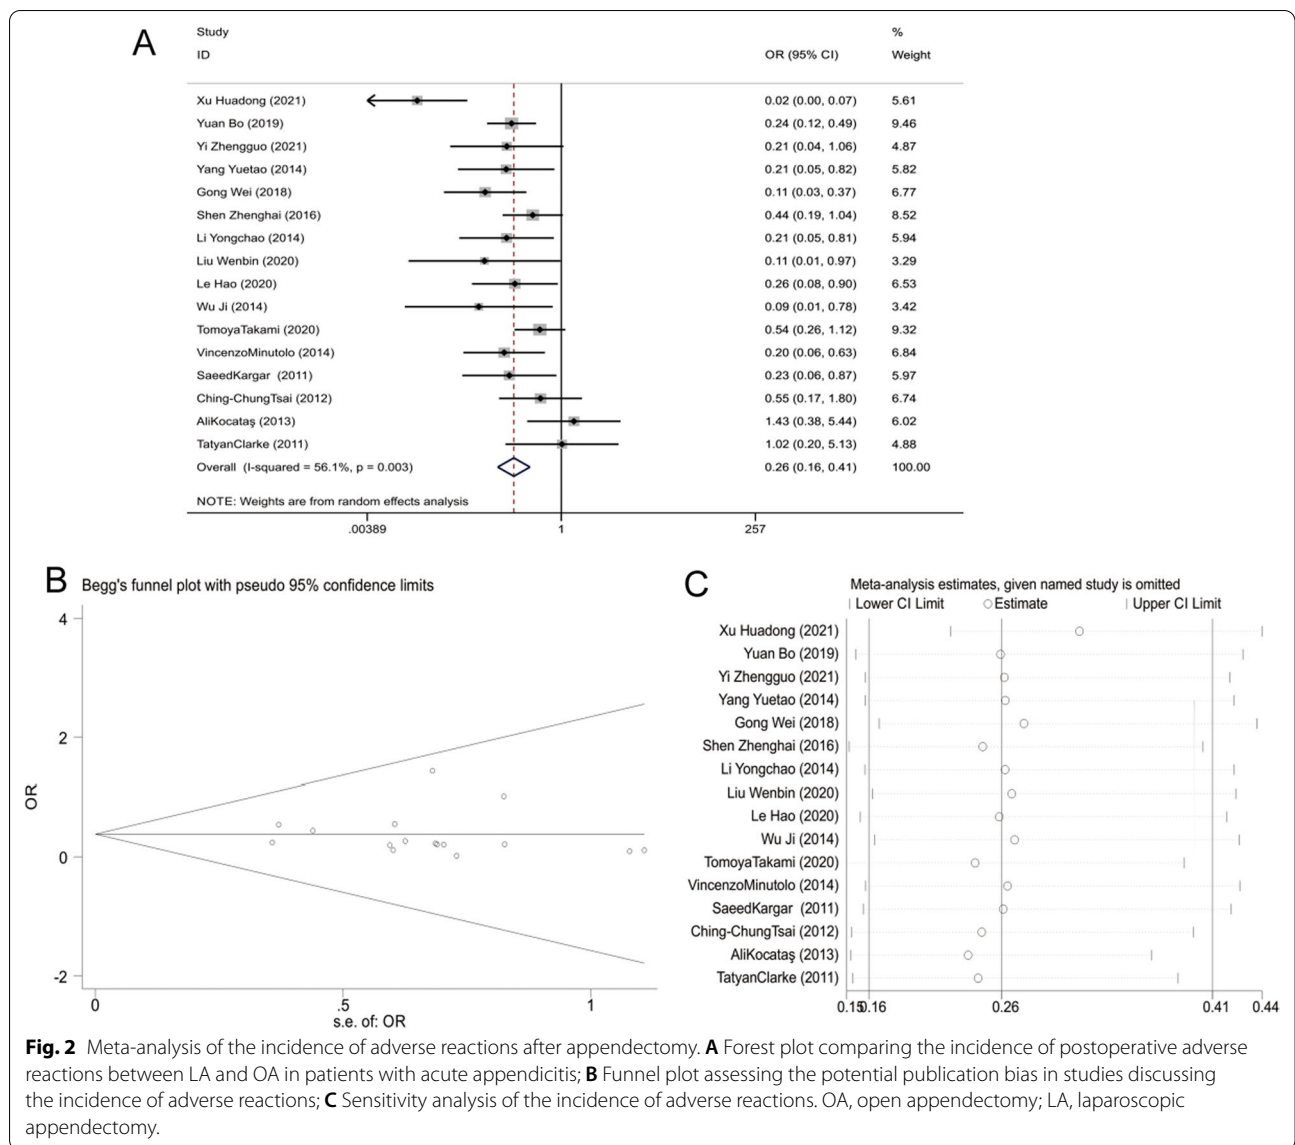 A
Study %
ID OR (95% CI) Weight
Xu Huadong (2021) 0.02 (0.00, 0.07) 5.61
Yuan Bo (2019) 0.24 (0.12, 0.49) 9.46
Yi Zhengguo (2021) 0.21 (0.04, 1.06) 4.87
Yang Yuetao (2014) 0.21 (0.05, 0.82) 5.82
Gong Wei (2018) 0.11 (0.03, 0.37) 6.77
Shen Zhenghai (2016) 0.44 (0.19, 1.04) 8.52
Li Yongchao (2014) 0.21 (0.05, 0.81) 5.94
Liu Wenbin (2020) 0.11 (0.01, 0.97) 3.29
Le Hao (2020) 0.26 (0.08, 0.90) 6.53
Wu Ji (2014) 0.09 (0.01, 0.78) 3.42
TomoyaTakami (2020) 0.54 (0.26, 1.12) 9.32
VincenzoMinutolo (2014) 0.20 (0.06, 0.63) 6.84
SaeedKargar (2011) 0.23 (0.06, 0.87) 5.97
Ching-ChungTsai (2012) 0.55 (0.17, 1.80) 6.74
AliKocataş (2013) 1.43 (0.38, 5.44) 6.02
TatyanClarke (2011) 1.02 (0.20, 5.13) 4.88
Overall (I-squared = 56.1%, p = 0.003) 0.26 (0.16, 0.41) 100.00
NOTE: Weights are from random effects analysis
.00389 1 257
B
Begg's funnel plot with pseudo 95% confidence limits
4
2
0
-2
OR
0 .5 1
s.e. of: OR
C
Meta-analysis estimates, given named study is omitted
Lower CI Limit Estimate Upper CI Limit
Xu Huadong (2021)
Yuan Bo (2019)
Yi Zhengguo (2021)
Yang Yuetao (2014)
Gong Wei (2018)
Shen Zhenghai (2016)
Li Yongchao (2014)
Liu Wenbin (2020)
Le Hao (2020)
Wu Ji (2014)
TomoyaTakami (2020)
VincenzoMinutolo (2014)
SaeedKargar (2011)
Ching-ChungTsai (2012)
AliKocataş (2013)
TatyanClarke (2011)
0.15 0.16 0.26 0.41 0.44
Fig. 2 Meta-analysis of the incidence of adverse reactions after appendectomy. A Forest plot comparing the incidence of postoperative adverse
reactions between LA and OA in patients with acute appendicitis; B Funnel plot assessing the potential publication bias in studies discussing
the incidence of adverse reactions; C Sensitivity analysis of the incidence of adverse reactions. OA, open appendectomy; LA, laparoscopic
appendectomy.